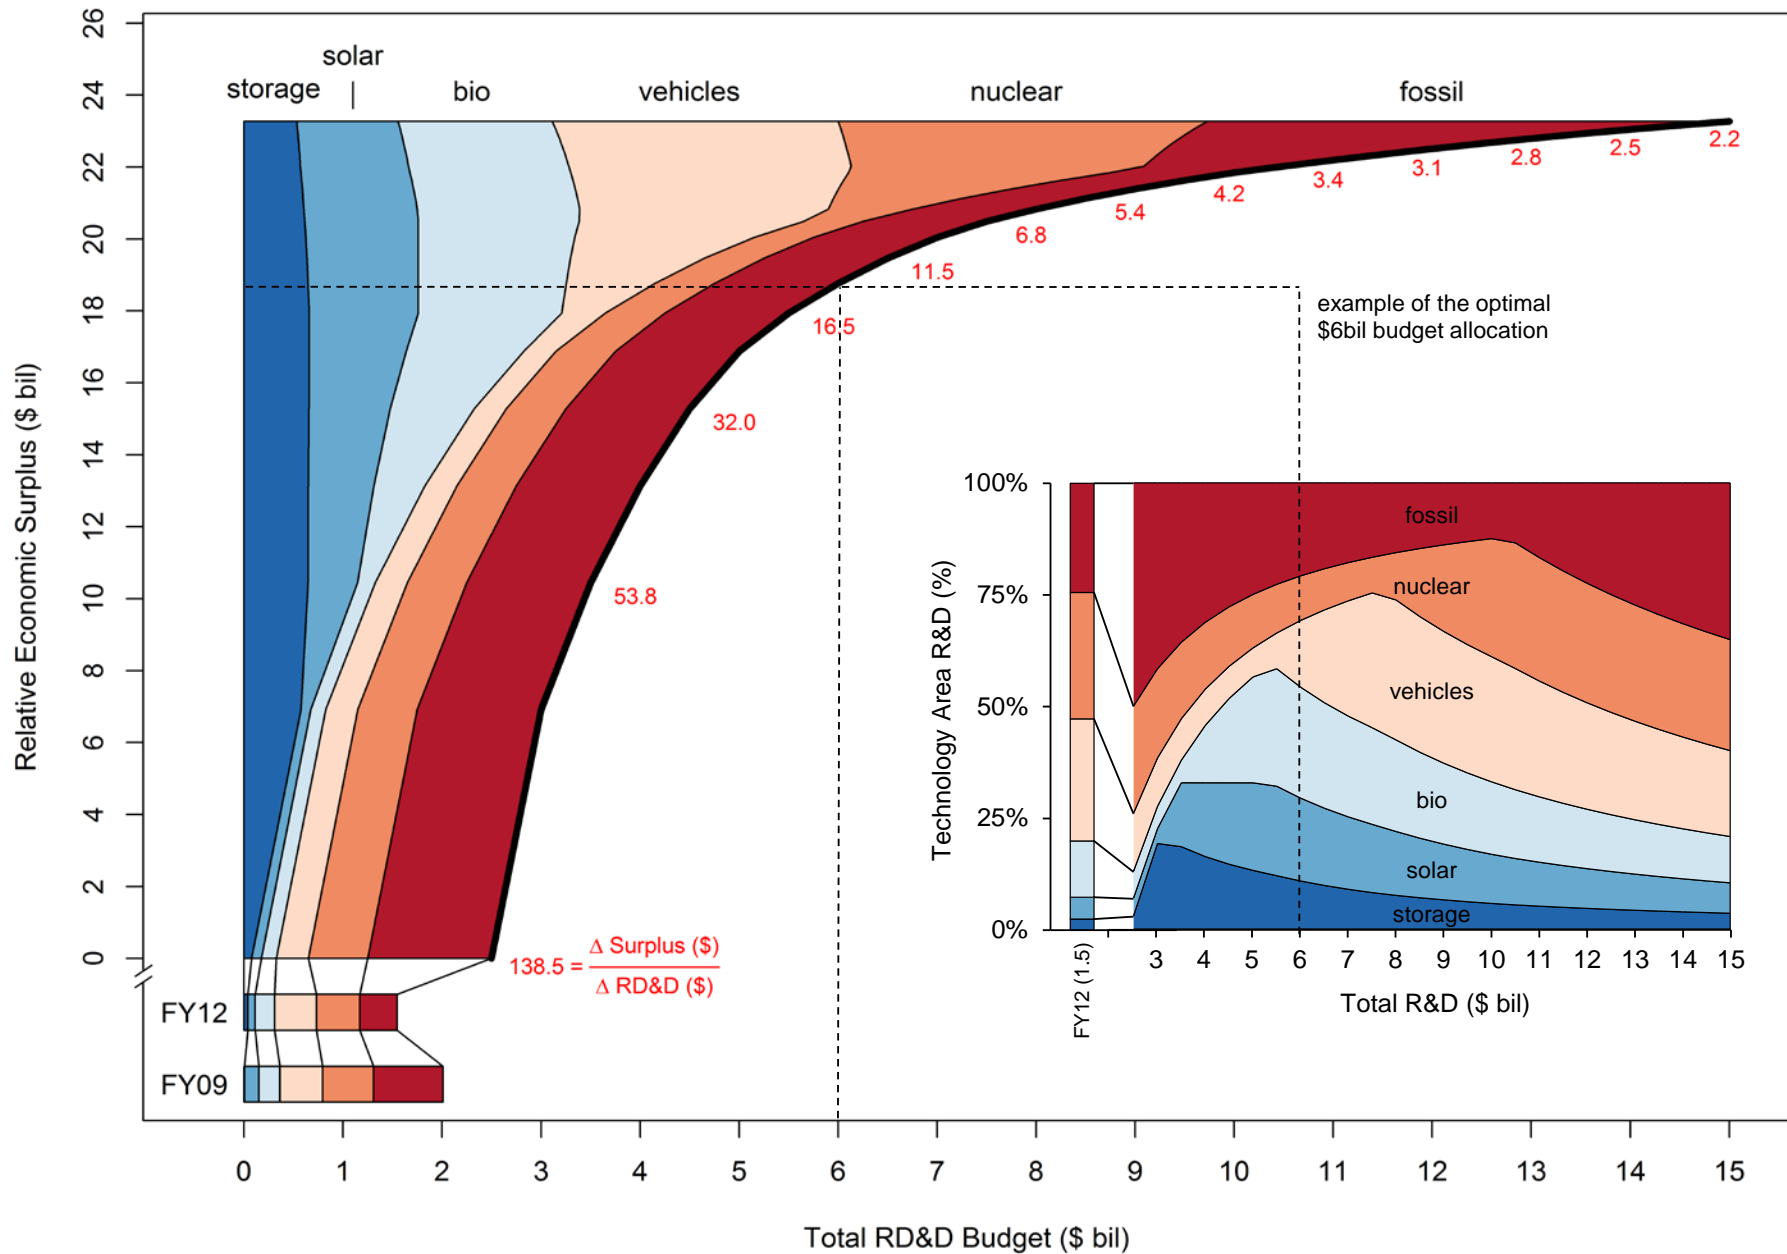 solar
storage | bio vehicles nuclear fossil
26
24
22
20
18
16
14
12
10
8
6
4
2
0
Relative Economic Surplus ($ bil)
2.2
2.5
2.8
3.1
3.4
4.2
5.4
6.8
11.5
16.5
32.0
53.8
138.5 = Δ Surplus ($)
Δ RD&D ($)
example of the optimal
$6bil budget allocation
FY12
FY09
0 1 2 3 4 5 6 7 8 9 10 11 12 13 14 15
Total RD&D Budget ($ bil)
100%
75%
50%
25%
0%
Technology Area R&D (%)
fossil
nuclear
vehicles
bio
solar
storage
FY12 (1.5)
3 4 5 6 7 8 9 10 11 12 13 14 15
Total R&D ($ bil)